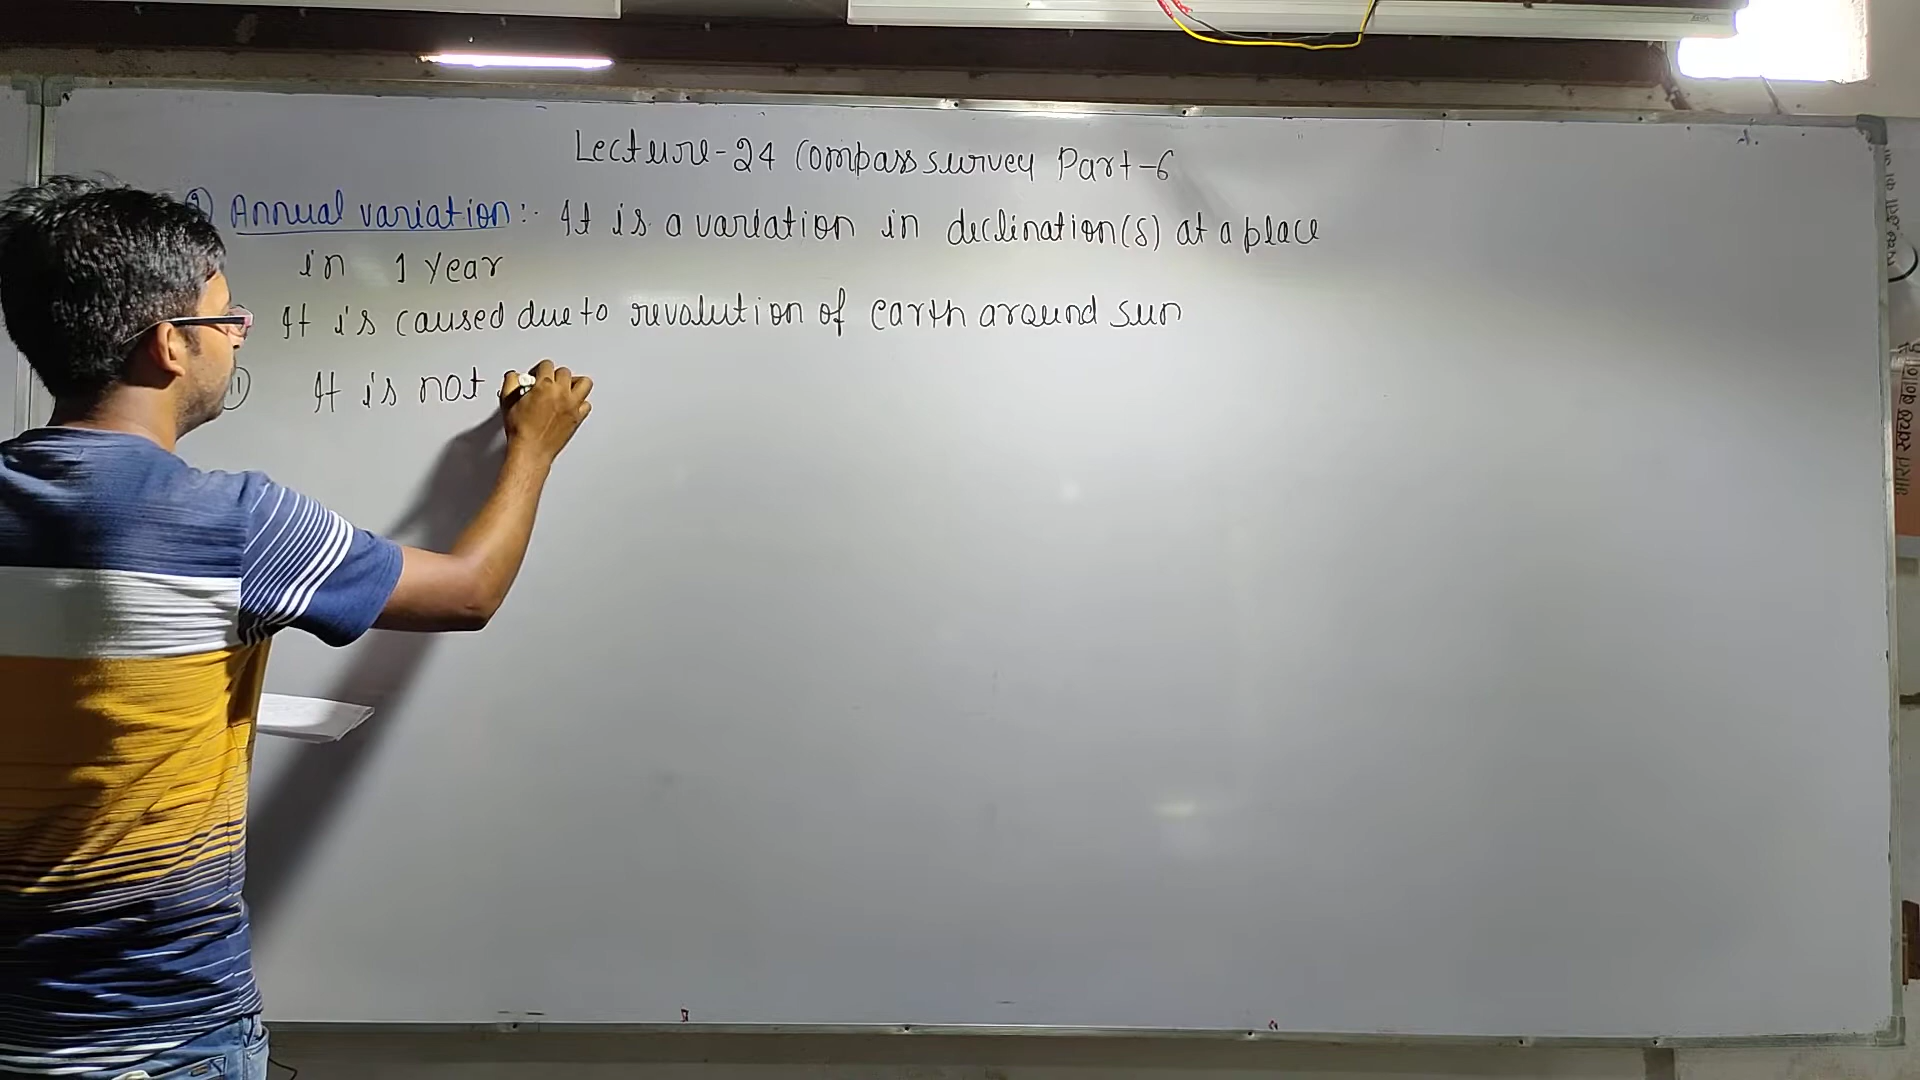 Lecture-24 Compass survey Part-6
Annual variation :- It is a variation in declination(δ) at a place
in 1 Year
It is caused due to revolution of earth around sun
It is not